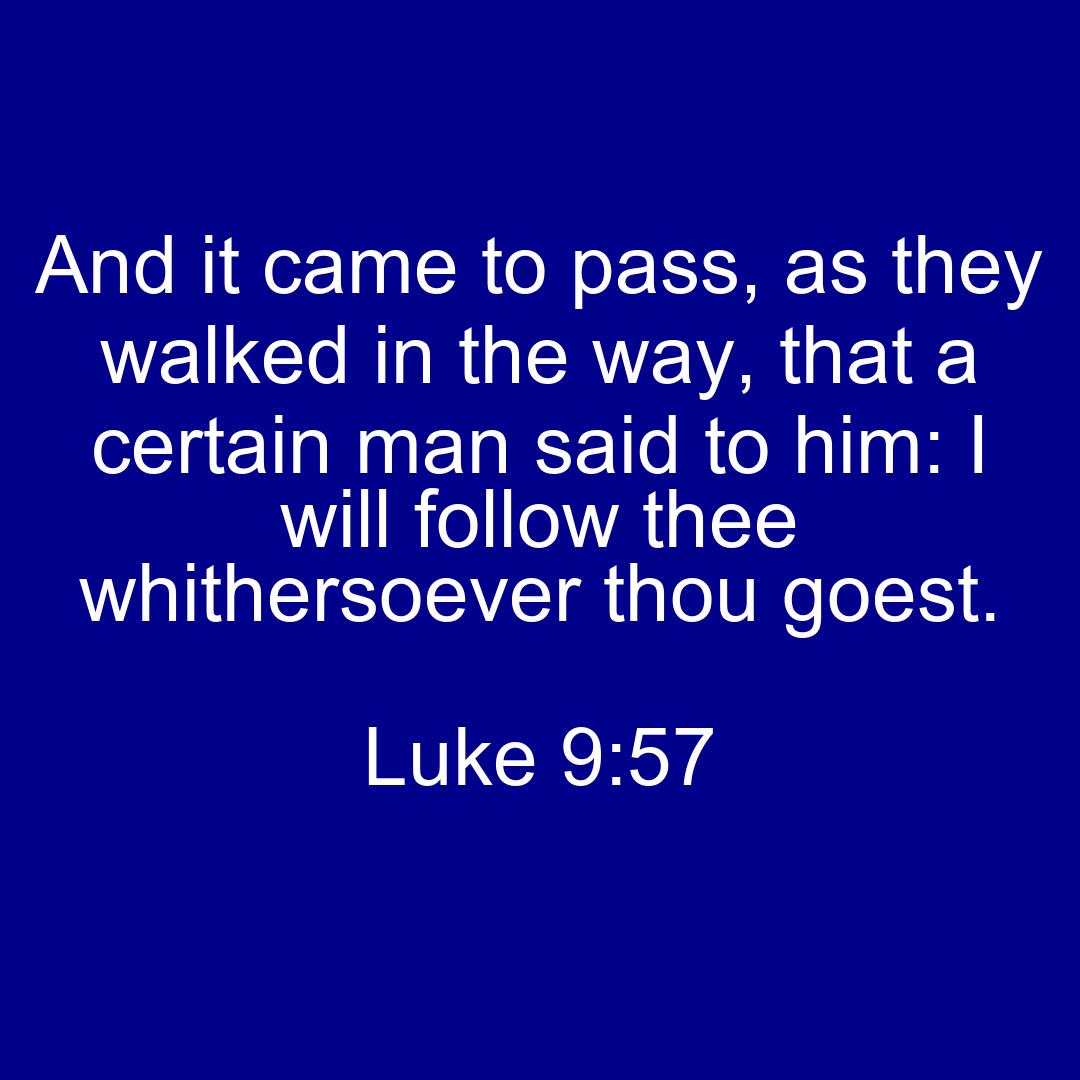 And it came to pass, as they
walked in the way, that a
certain man said to him: I
will follow thee
whithersoever thou goest.
Luke 9:57